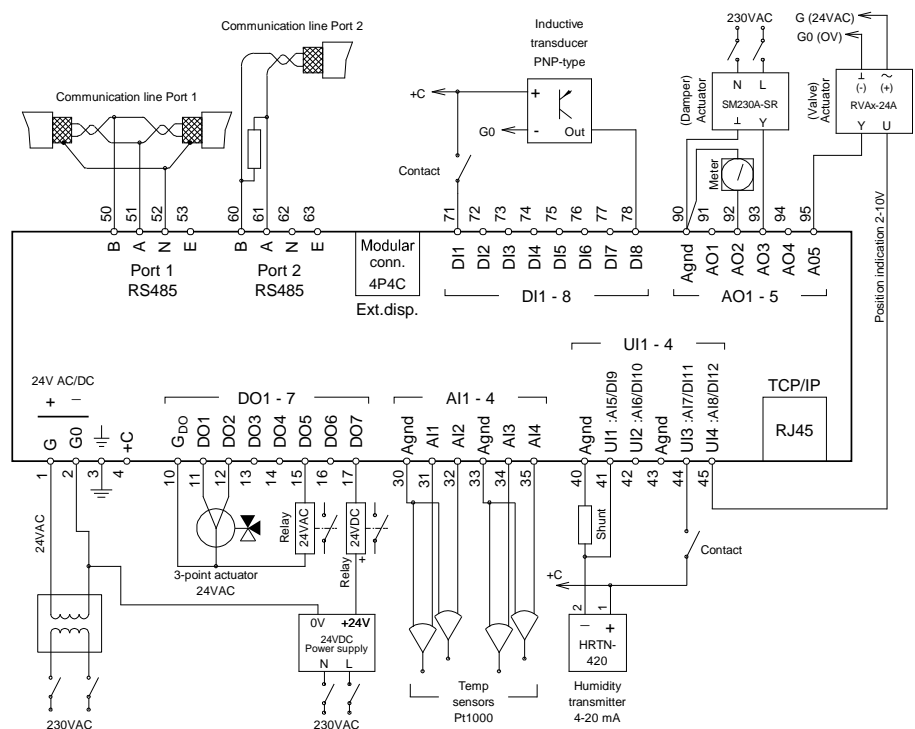 Communication line Port 2
Communication line Port 1
Inductive
transducer
PNP-type
+C
G0
+
-
Out
Contact
230VAC
N L
SM230A-SR
⊥ Y
(Damper)
Actuator
Meter
G (24VAC)
G0 (OV)
⊥ ~
(-) (+)
RVAx-24A
Y U
(Valve)
Actuator
Position indication 2-10V
50 51 52 53
60 61 62 63
71 72 73 74 75 76 77 78
90 91 92 93 94 95
B A N E
Port 1
RS485
B A N E
Port 2
RS485
Modular
conn.
4P4C
Ext.disp.
DI1 DI2 DI3 DI4 DI5 DI6 DI7 DI8
DI1 - 8
Agnd AO1 AO2 AO3 AO4 A05
AO1 - 5
24V AC/DC
+ −
G G0 +C
DO1 - 7
GDO DO1 DO2 DO3 DO4 DO5 DO6 DO7
AI1 - 4
Agnd AI1 AI2 Agnd AI3 AI4
UI1 - 4
Agnd
UI1 :AI5/DI9
UI2 :AI6/DI10
Agnd
UI3 :AI7/DI11
UI4 :AI8/DI12
TCP/IP
RJ45
1 2 3 4
10 11 12 13 14 15 16 17
30 31 32 33 34 35
40 41 42 43 44 45
24VAC
230VAC
3-point actuator
24VAC
Relay
24VAC
Relay
24VDC
+
0V +24V
24VDC
Power supply
N L
230VAC
Temp
sensors
Pt1000
Shunt
Contact
+C
2 1
− +
HRTN-
420
Humidity
transmitter
4-20 mA